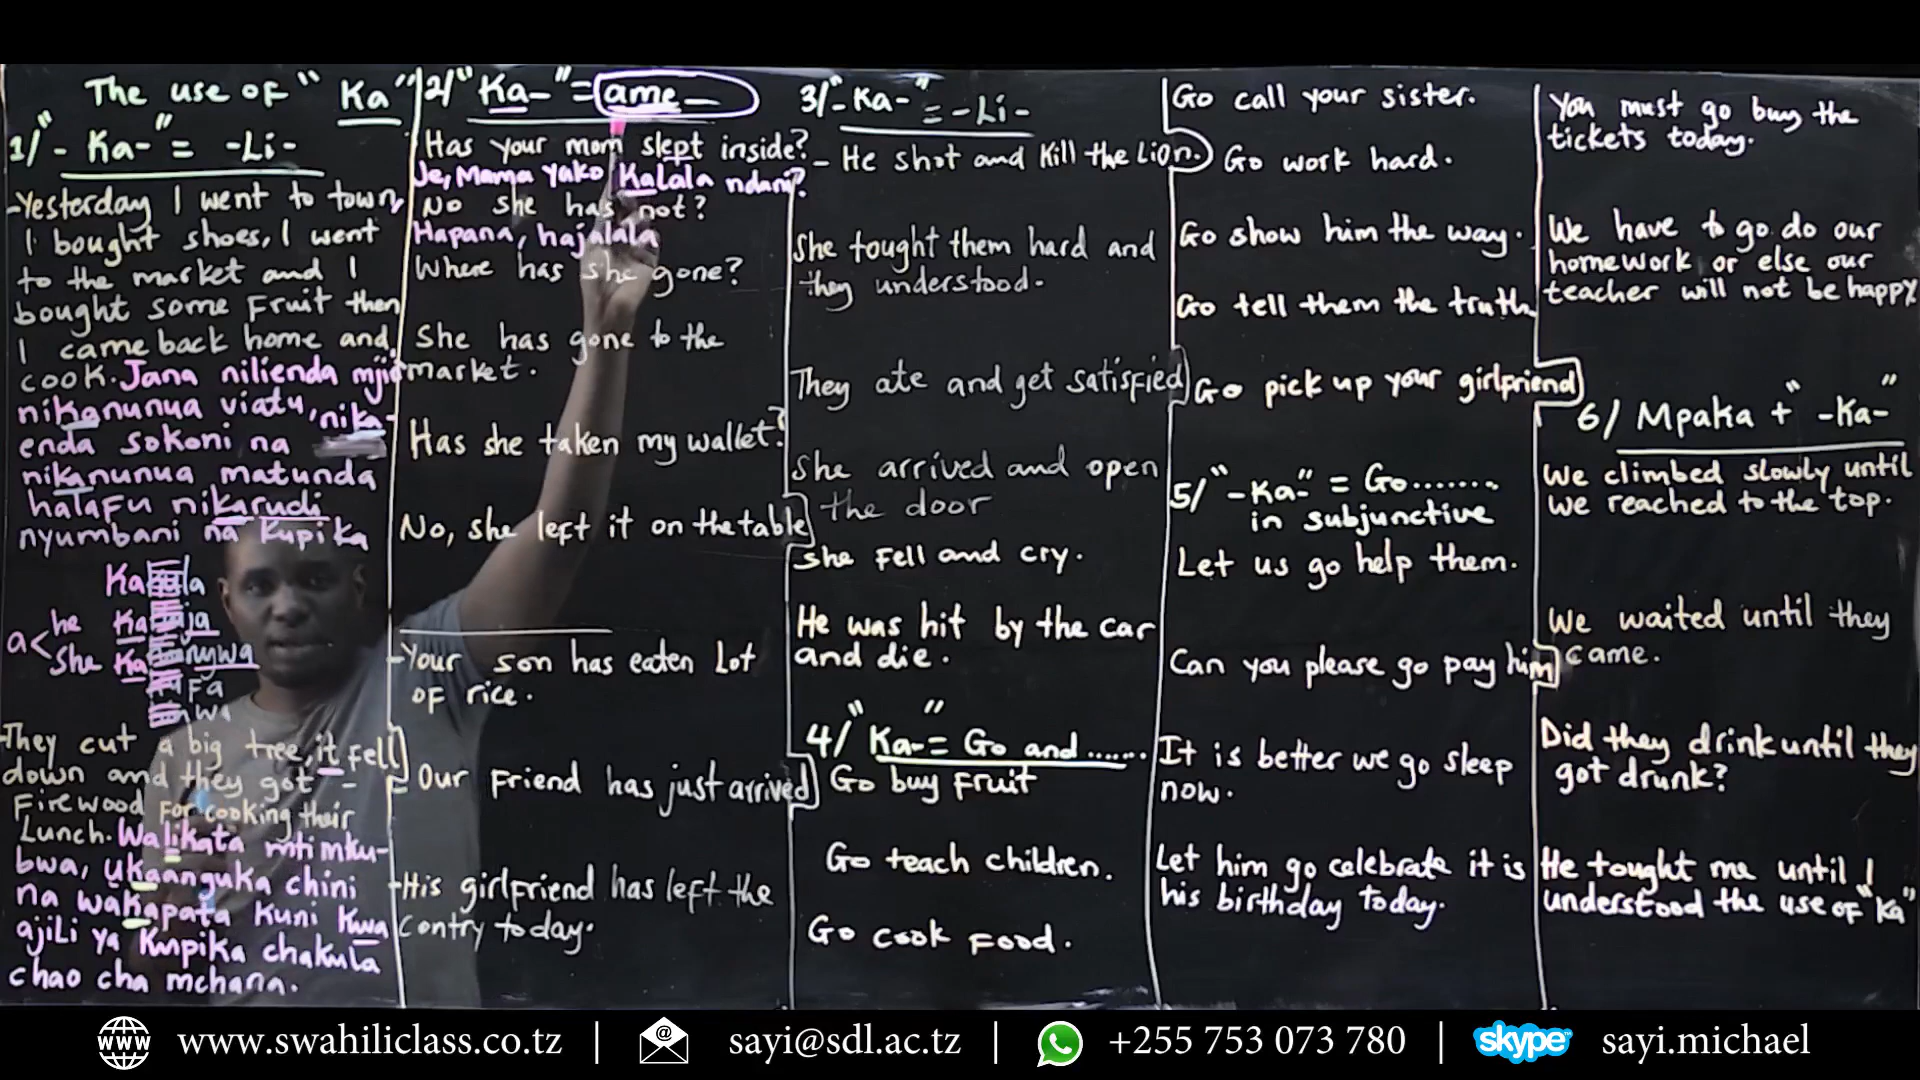 The use of "Ka"
1/"-Ka-" = -Li-
-Yesterday I went to town,
I bought shoes, I went
to the market and I
bought some Fruit then
I came back home and
cook. Jana nilienda mjio
nikanunua viatu, nika-
enda sokoni na
nikanunua matunda
halafu nikarudi
nyumbani na Kupika
Ka la
he Ka ja
a< She Ka nywa
Fa
wa
-They cut a big tree, it fell
down and they got -
Firewood For cooking their
Lunch. Walikata mti mku-
bwa, ukaanguka chini
na wakapata Kuni Kwa
ajili ya Kupika chakula
chao cha mchana.
2/"Ka-" = ame-
Has your mom slept inside?
Je, Mama yako Kalala ndani?
No she has not?
Hapana, hajalala
Where has she gone?
She has gone to the
market.
Has she taken my wallet?
No, she left it on the table
-Your son has eaten Lot
of rice.
- Our Friend has just arrived
-His girlfriend has left the
contry today.
3/"-Ka-" = -Li-
- He shot and Kill the Lion.
She tought them hard and
they understood.
They ate and get satisfied
She arrived and open
the door
She Fell and cry.
He was hit by the car
and die.
4/"Ka-" = Go and ......
Go buy Fruit
Go teach children.
Go cook Food.
Go call your sister.
Go work hard.
Go show him the way.
Go tell them the truth
Go pick up your girlfriend
5/"-Ka-" = Go.......
in subjunctive
Let us go help them.
Can you please go pay him
It is better we go sleep
now.
Let him go celebrate it is
his birthday today.
You must go buy the
tickets today.
We have to go do our
homework or else our
teacher will not be happy
6/ Mpaka + "-Ka-"
We climbed slowly until
we reached to the top.
We waited until they
came.
Did they drink until they
got drunk?
He tought me until I
understood the use of "Ka"
www www.swahiliclass.co.tz | @ sayi@sdl.ac.tz | +255 753 073 780 | skype sayi.michael